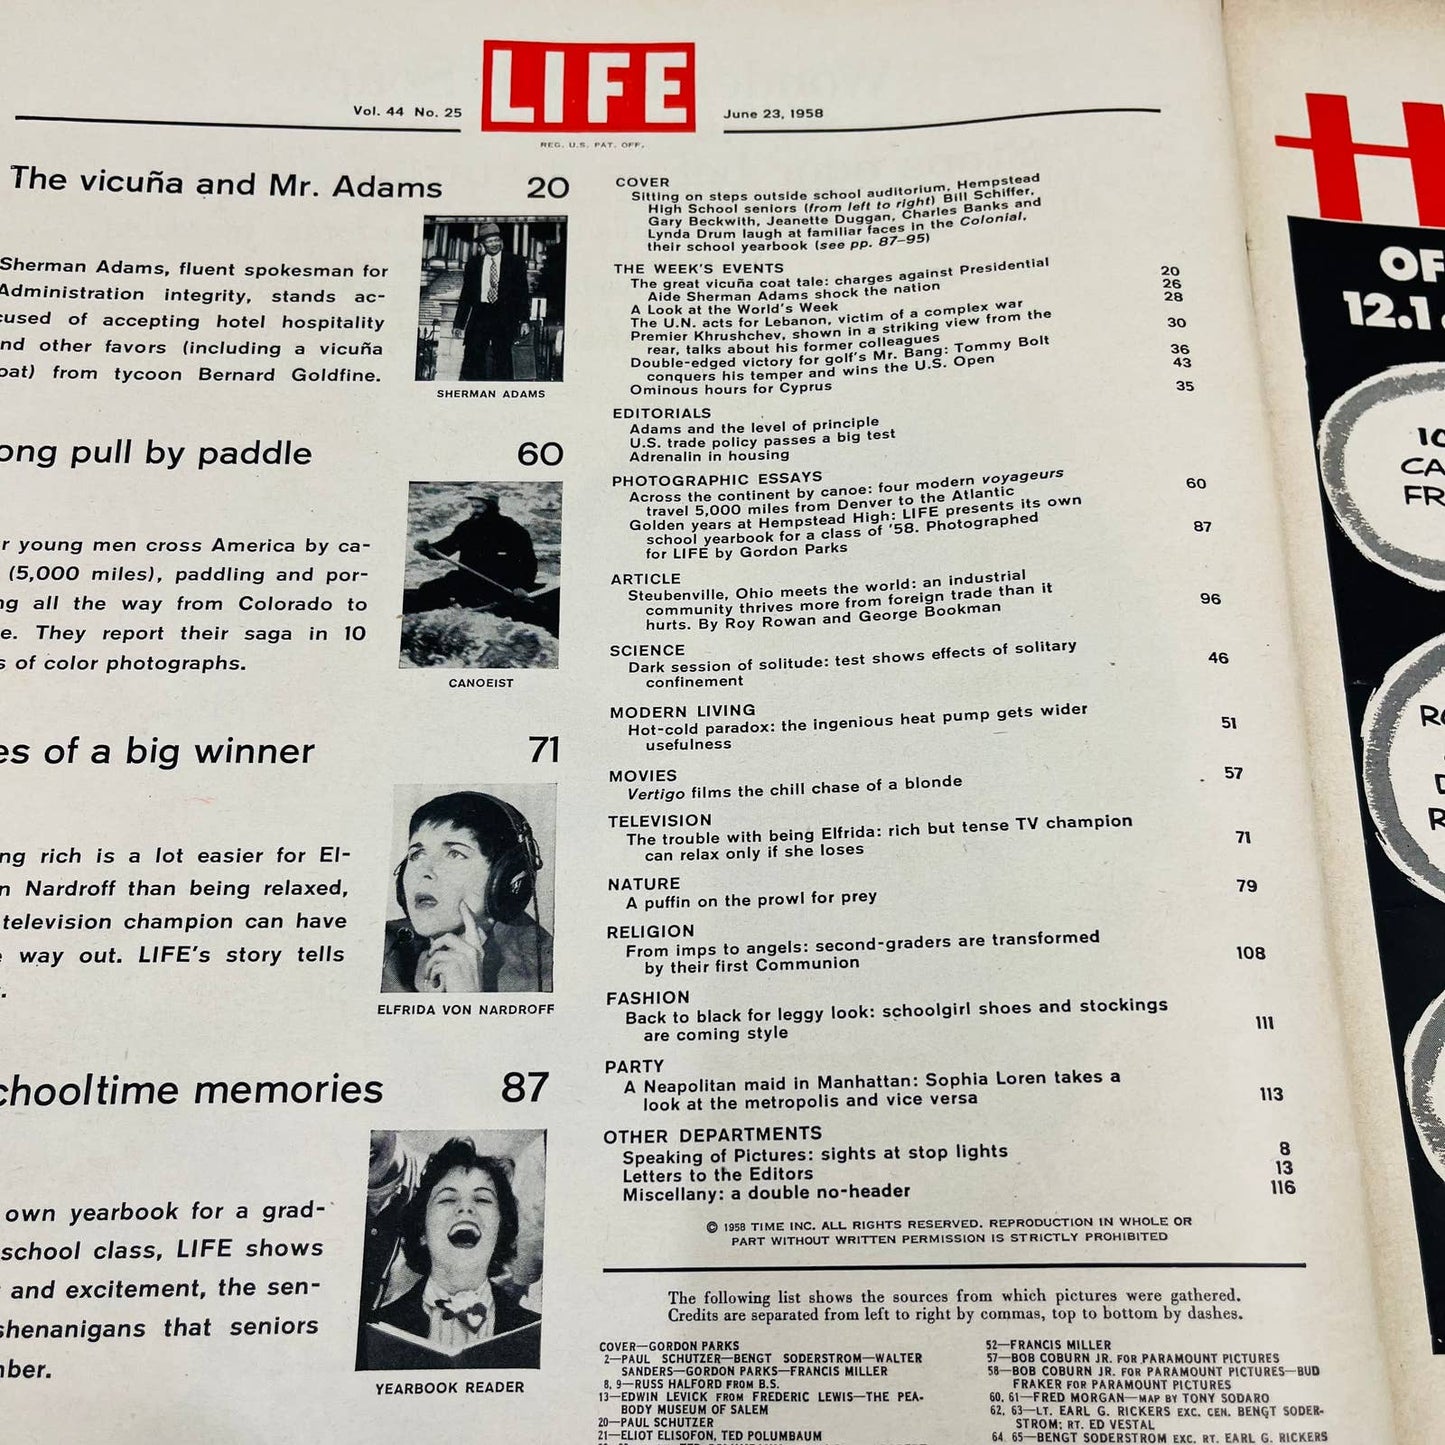 LIFE
Vol. 44 No. 25
June 23, 1958
REG. U.S. PAT. OFF.
The vicuña and Mr. Adams 20
Sherman Adams, fluent spokesman for
Administration integrity, stands ac-
cused of accepting hotel hospitality
and other favors (including a vicuña
coat) from tycoon Bernard Goldfine.
SHERMAN ADAMS
ong pull by paddle 60
r young men cross America by ca-
(5,000 miles), paddling and por-
ng all the way from Colorado to
e. They report their saga in 10
s of color photographs.
CANOEIST
es of a big winner 71
ng rich is a lot easier for El-
n Nardroff than being relaxed,
television champion can have
e way out. LIFE's story tells
ELFRIDA VON NARDROFF
chooltime memories 87
own yearbook for a grad-
school class, LIFE shows
and excitement, the sen-
shenanigans that seniors
ber.
YEARBOOK READER
COVER
Sitting on steps outside school auditorium, Hempstead
High School seniors (from left to right) Bill Schiffer,
Gary Beckwith, Jeanette Duggan, Charles Banks and
Lynda Drum laugh at familiar faces in the Colonial,
their school yearbook (see pp. 87–95)
THE WEEK'S EVENTS
The great vicuña coat tale: charges against Presidential 20
Aide Sherman Adams shock the nation
A Look at the World's Week 26
The U.N. acts for Lebanon, victim of a complex war 28
Premier Khrushchev, shown in a striking view from the 30
rear, talks about his former colleagues
Double-edged victory for golf's Mr. Bang: Tommy Bolt 36
conquers his temper and wins the U.S. Open
Ominous hours for Cyprus 43
EDITORIALS 35
Adams and the level of principle
U.S. trade policy passes a big test
Adrenalin in housing
PHOTOGRAPHIC ESSAYS
Across the continent by canoe: four modern voyageurs 60
travel 5,000 miles from Denver to the Atlantic
Golden years at Hempstead High: LIFE presents its own 87
school yearbook for a class of '58. Photographed
for LIFE by Gordon Parks
ARTICLE
Steubenville, Ohio meets the world: an industrial 96
community thrives more from foreign trade than it
hurts. By Roy Rowan and George Bookman
SCIENCE
Dark session of solitude: test shows effects of solitary 46
confinement
MODERN LIVING
Hot-cold paradox: the ingenious heat pump gets wider 51
usefulness
MOVIES
Vertigo films the chill chase of a blonde 57
TELEVISION
The trouble with being Elfrida: rich but tense TV champion 71
can relax only if she loses
NATURE
A puffin on the prowl for prey 79
RELIGION
From imps to angels: second-graders are transformed 108
by their first Communion
FASHION
Back to black for leggy look: schoolgirl shoes and stockings 111
are coming style
PARTY
A Neapolitan maid in Manhattan: Sophia Loren takes a 113
look at the metropolis and vice versa
OTHER DEPARTMENTS
Speaking of Pictures: sights at stop lights 8
Letters to the Editors 13
Miscellany: a double no-header 116
© 1958 TIME INC. ALL RIGHTS RESERVED. REPRODUCTION IN WHOLE OR
PART WITHOUT WRITTEN PERMISSION IS STRICTLY PROHIBITED
The following list shows the sources from which pictures were gathered.
Credits are separated from left to right by commas, top to bottom by dashes.
COVER—GORDON PARKS
2—PAUL SCHUTZER—BENGT SODERSTROM—WALTER
SANDERS—GORDON PARKS—FRANCIS MILLER
8, 9—RUSS HALFORD FROM B.S.
13—EDWIN LEVICK FROM FREDERIC LEWIS—THE PEA-
BODY MUSEUM OF SALEM
20—PAUL SCHUTZER
21—ELIOT ELISOFON, TED POLUMBAUM
52—FRANCIS MILLER
57—BOB COBURN JR. FOR PARAMOUNT PICTURES
58—BOB COBURN JR. FOR PARAMOUNT PICTURES—BUD
FRAKER FOR PARAMOUNT PICTURES
60, 61—FRED MORGAN—MAP BY TONY SODARO
62, 63—LT. EARL G. RICKERS EXC. CEN. BENGT SODER-
STROM; RT. ED VESTAL
64, 65—BENGT SODERSTROM EXC. RT. EARL G. RICKERS
H
OF
12.1
10
CA
FR
R
D
R